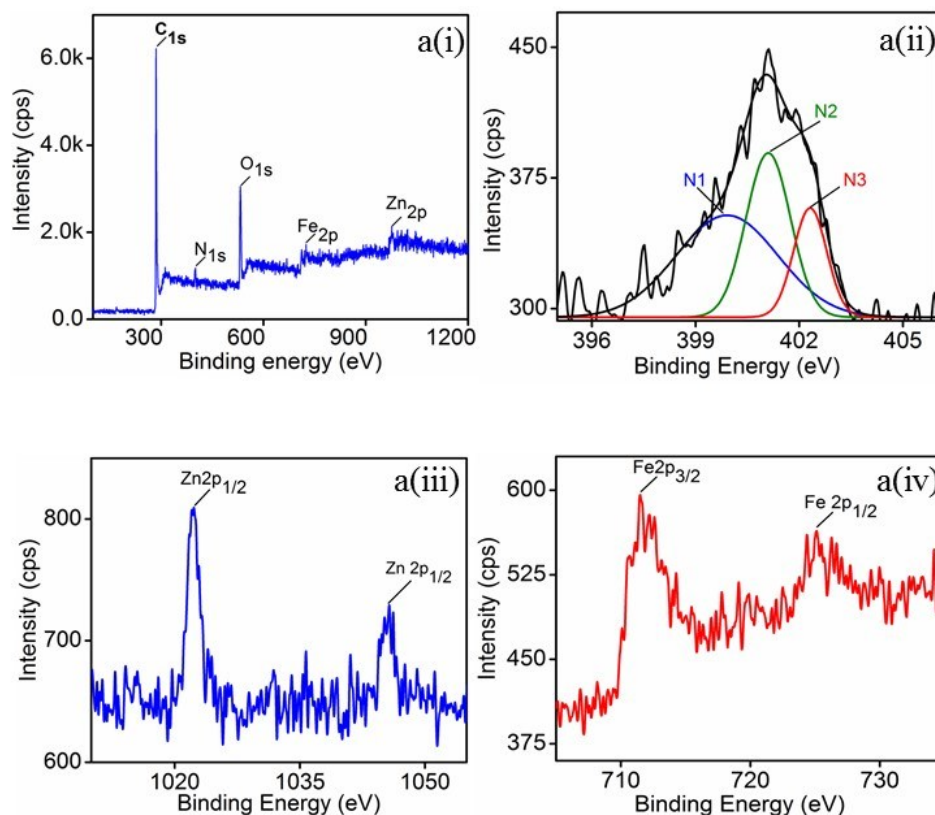 a(i)
C1s
N1s
O1s
Fe2p
Zn2p
Intensity (cps)
6.0k
4.0k
2.0k
0.0
300
600
900
1200
Binding energy (eV)
a(ii)
N1
N2
N3
Intensity (cps)
450
375
300
396
399
402
405
Binding Energy (eV)
a(iii)
Zn2p1/2
Zn 2p1/2
Intensity (cps)
800
700
600
1020
1035
1050
Binding Energy (eV)
a(iv)
Fe2p3/2
Fe 2p1/2
Intensity (cps)
600
525
450
375
710
720
730
Binding Energy (eV)